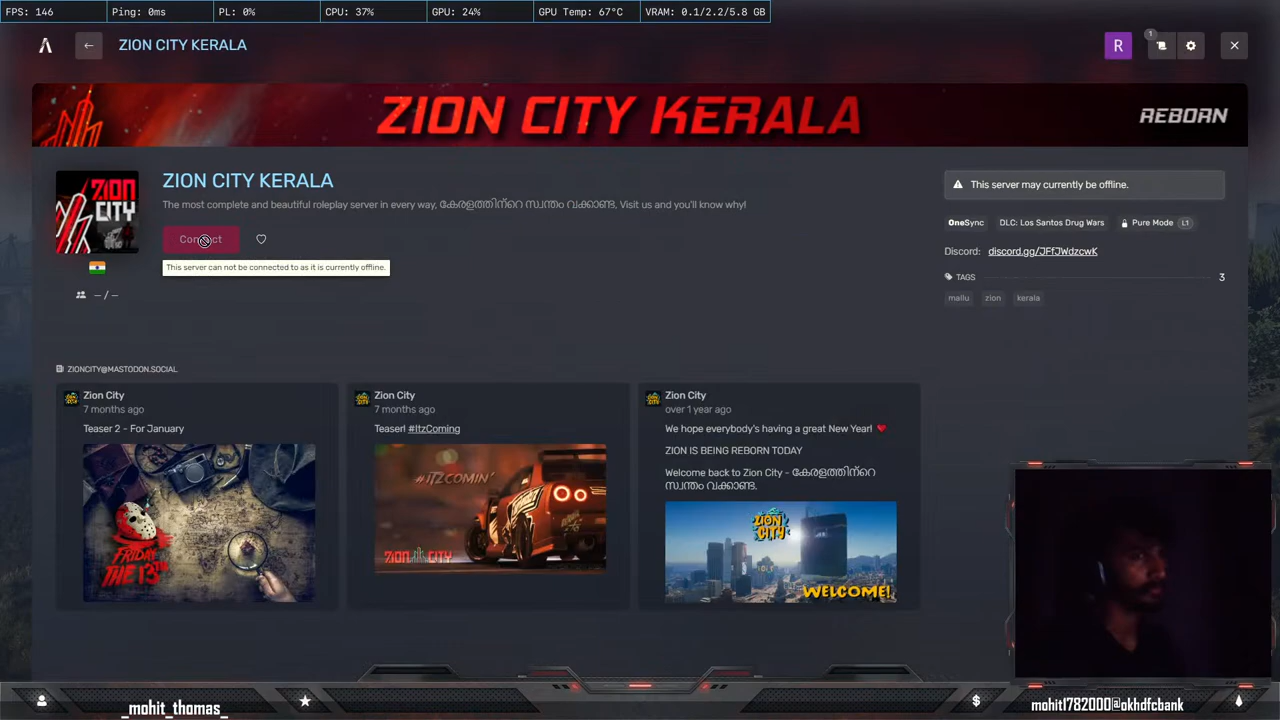 FPS: 146
Ping: 0ms
PL: 0%
CPU: 37%
GPU: 24%
GPU Temp: 67°C
VRAM: 0.1/2.2/5.8 GB
ZION CITY KERALA
R
1
ZION CITY KERALA
REBORN
ZION
CITY
ZION CITY KERALA
The most complete and beautiful roleplay server in every way, കേരളത്തിന്റെ സ്വന്തം വക്കാണ്ട, Visit us and you'll know why!
Connect
This server can not be connected to as it is currently offline.
– / –
This server may currently be offline.
OneSync
DLC: Los Santos Drug Wars
Pure Mode L1
Discord: discord.gg/JFfJWdzcwK
TAGS
3
mallu
zion
kerala
ZIONCITY@MASTODON.SOCIAL
Zion City
7 months ago
Teaser 2 - For January
FRIDAY
THE 13TH
Zion City
7 months ago
Teaser! #ItzComing
#ITZCOMIN'
ZION CITY
Zion City
over 1 year ago
We hope everybody's having a great New Year!
ZION IS BEING REBORN TODAY
Welcome back to Zion City - കേരളത്തിന്റെ
സ്വന്തം വക്കാണ്ട.
ZION
CITY
WELCOME!
_mohit_thomas_
$
mohit1782000@okhdfcbank